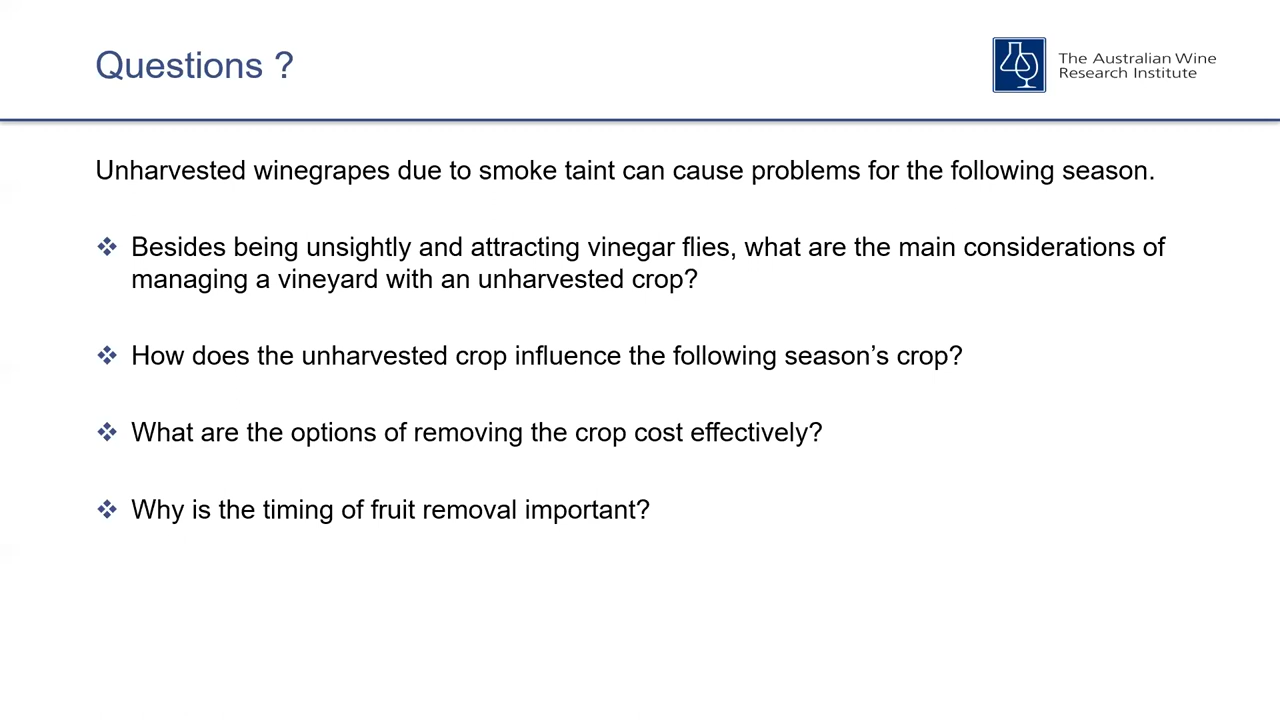 Questions ?
The Australian Wine
Research Institute
Unharvested winegrapes due to smoke taint can cause problems for the following season.
❖ Besides being unsightly and attracting vinegar flies, what are the main considerations of
managing a vineyard with an unharvested crop?
❖ How does the unharvested crop influence the following season’s crop?
❖ What are the options of removing the crop cost effectively?
❖ Why is the timing of fruit removal important?